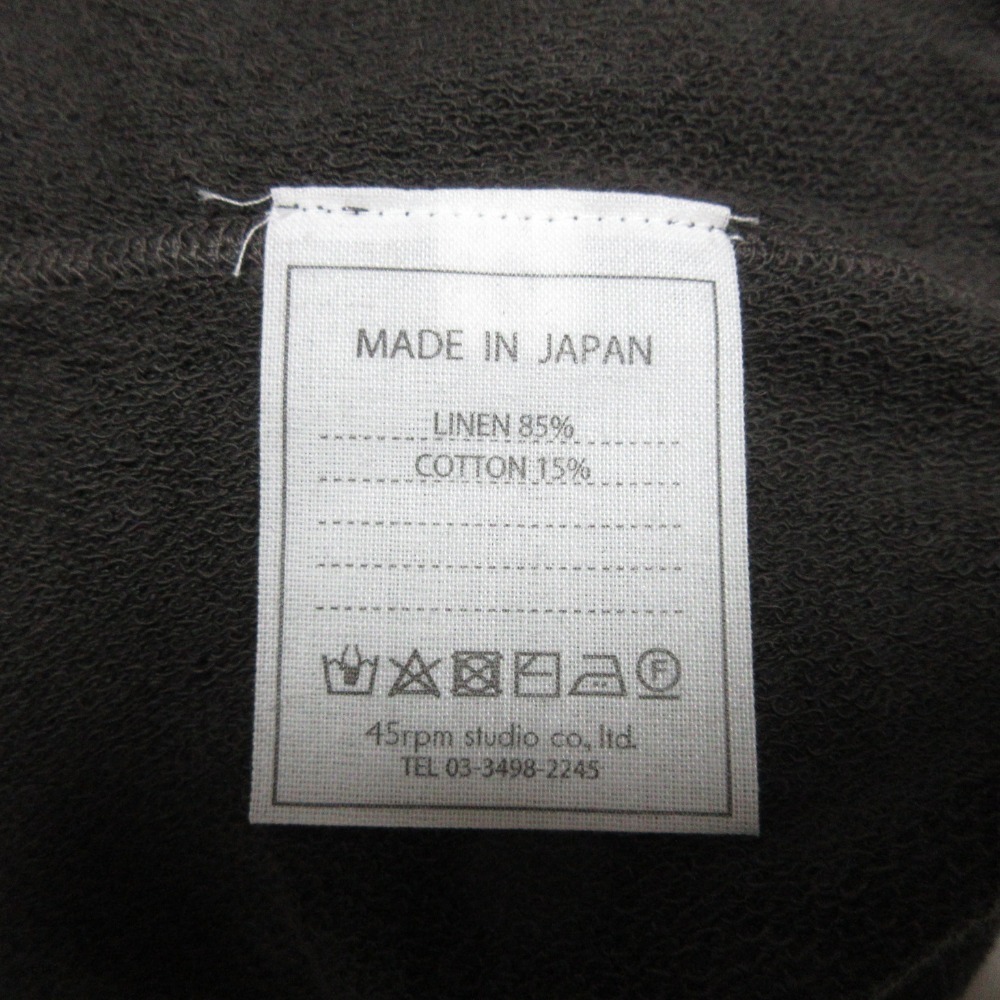 MADE IN JAPAN
LINEN 85%
COTTON 15%
F
45rpm studio co., ltd.
TEL 03-3498-2245